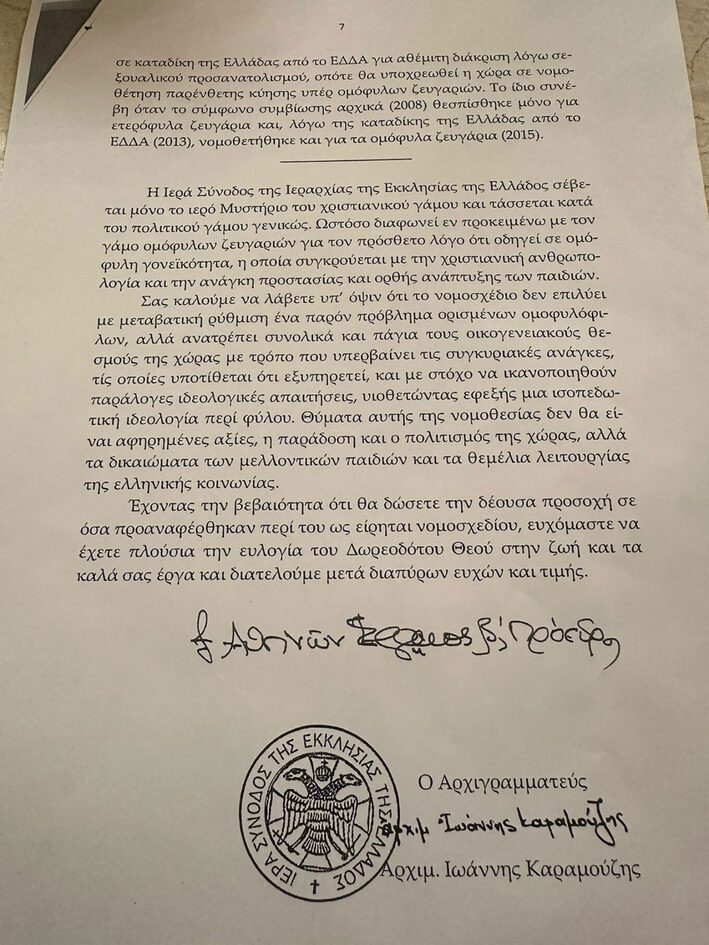 7
σε καταδίκη της Ελλάδας από το ΕΔΔΑ για αθέμιτη διάκριση λόγω σε-
ξουαλικού προσανατολισμού, οπότε θα υποχρεωθεί η χώρα σε νομο-
θέτηση παρένθετης κύησης υπέρ ομόφυλων ζευγαριών. Το ίδιο συνέ-
βη όταν το σύμφωνο συμβίωσης αρχικά (2008) θεσπίσθηκε μόνο για
ετερόφυλα ζευγάρια και, λόγω της καταδίκης της Ελλάδας από το
ΕΔΔΑ (2013), νομοθετήθηκε και για τα ομόφυλα ζευγάρια (2015).
Η Ιερά Σύνοδος της Ιεραρχίας της Εκκλησίας της Ελλάδος σέβε-
ται μόνο το ιερό Μυστήριο του χριστιανικού γάμου και τάσσεται κατά
του πολιτικού γάμου γενικώς. Ωστόσο διαφωνεί εν προκειμένω με τον
γάμο ομόφυλων ζευγαριών για τον πρόσθετο λόγο ότι οδηγεί σε ομό-
φυλη γονεϊκότητα, η οποία συγκρούεται με την χριστιανική ανθρωπο-
λογία και την ανάγκη προστασίας και ορθής ανάπτυξης των παιδιών.
Σας καλούμε να λάβετε υπ’ όψιν ότι το νομοσχέδιο δεν επιλύει
με μεταβατική ρύθμιση ένα παρόν πρόβλημα ορισμένων ομοφυλόφι-
λων, αλλά ανατρέπει συνολικά και πάγια τους οικογενειακούς θε-
σμούς της χώρας με τρόπο που υπερβαίνει τις συγκυριακές ανάγκες,
τίς οποίες υποτίθεται ότι εξυπηρετεί, και με στόχο να ικανοποιηθούν
παράλογες ιδεολογικές απαιτήσεις, υιοθετώντας εφεξής μια ισοπεδω-
τική ιδεολογία περί φύλου. Θύματα αυτής της νομοθεσίας δεν θα εί-
ναι αφηρημένες αξίες, η παράδοση και ο πολιτισμός της χώρας, αλλά
τα δικαιώματα των μελλοντικών παιδιών και τα θεμέλια λειτουργίας
της ελληνικής κοινωνίας.
Έχοντας την βεβαιότητα ότι θα δώσετε την δέουσα προσοχή σε
όσα προαναφέρθηκαν περί του ως είρηται νομοσχεδίου, ευχόμαστε να
έχετε πλούσια την ευλογία του Δωρεοδότου Θεού στην ζωή και τα
καλά σας έργα και διατελούμε μετά διαπύρων ευχών και τιμής.
Ἀθηνῶν Β΄ Πρόεδρος
ΙΕΡΑ ΣΥΝΟΔΟΣ ΤΗΣ ΕΚΚΛΗΣΙΑΣ ΤΗΣ ΕΛΛΑΔΟΣ
Ο Αρχιγραμματεύς
Αρχιμ. Ἰωάννης Καραμούζης
Αρχιμ. Ιωάννης Καραμούζης